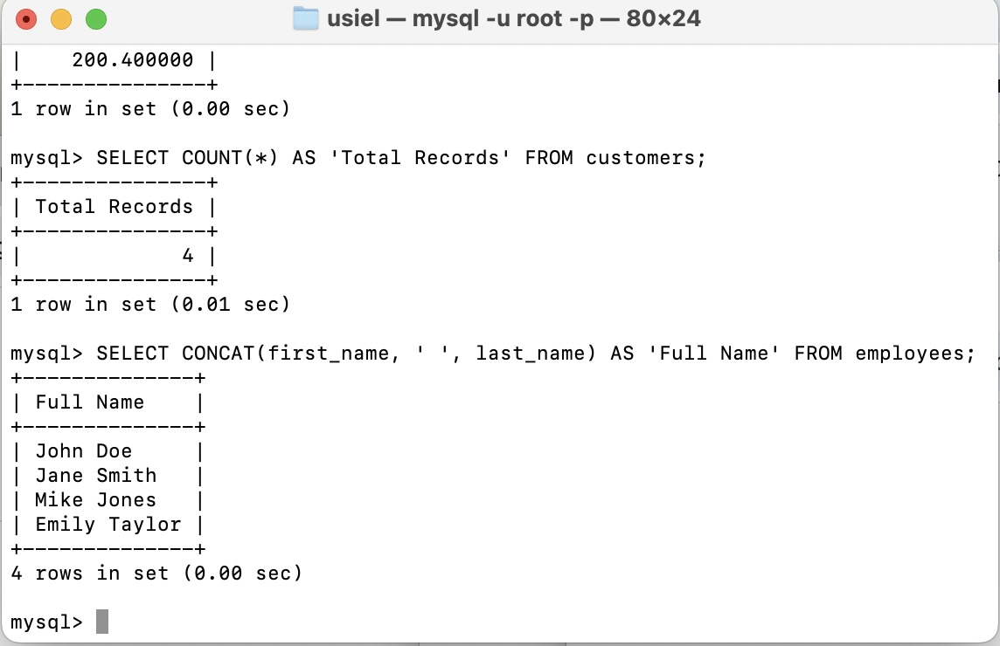 usiel — mysql -u root -p — 80×24
|    200.400000 |
+---------------+
1 row in set (0.00 sec)
mysql> SELECT COUNT(*) AS 'Total Records' FROM customers;
+---------------+
| Total Records |
+---------------+
|             4 |
+---------------+
1 row in set (0.01 sec)
mysql> SELECT CONCAT(first_name, ' ', last_name) AS 'Full Name' FROM employees;
+--------------+
| Full Name    |
+--------------+
| John Doe     |
| Jane Smith   |
| Mike Jones   |
| Emily Taylor |
+--------------+
4 rows in set (0.00 sec)
mysql>